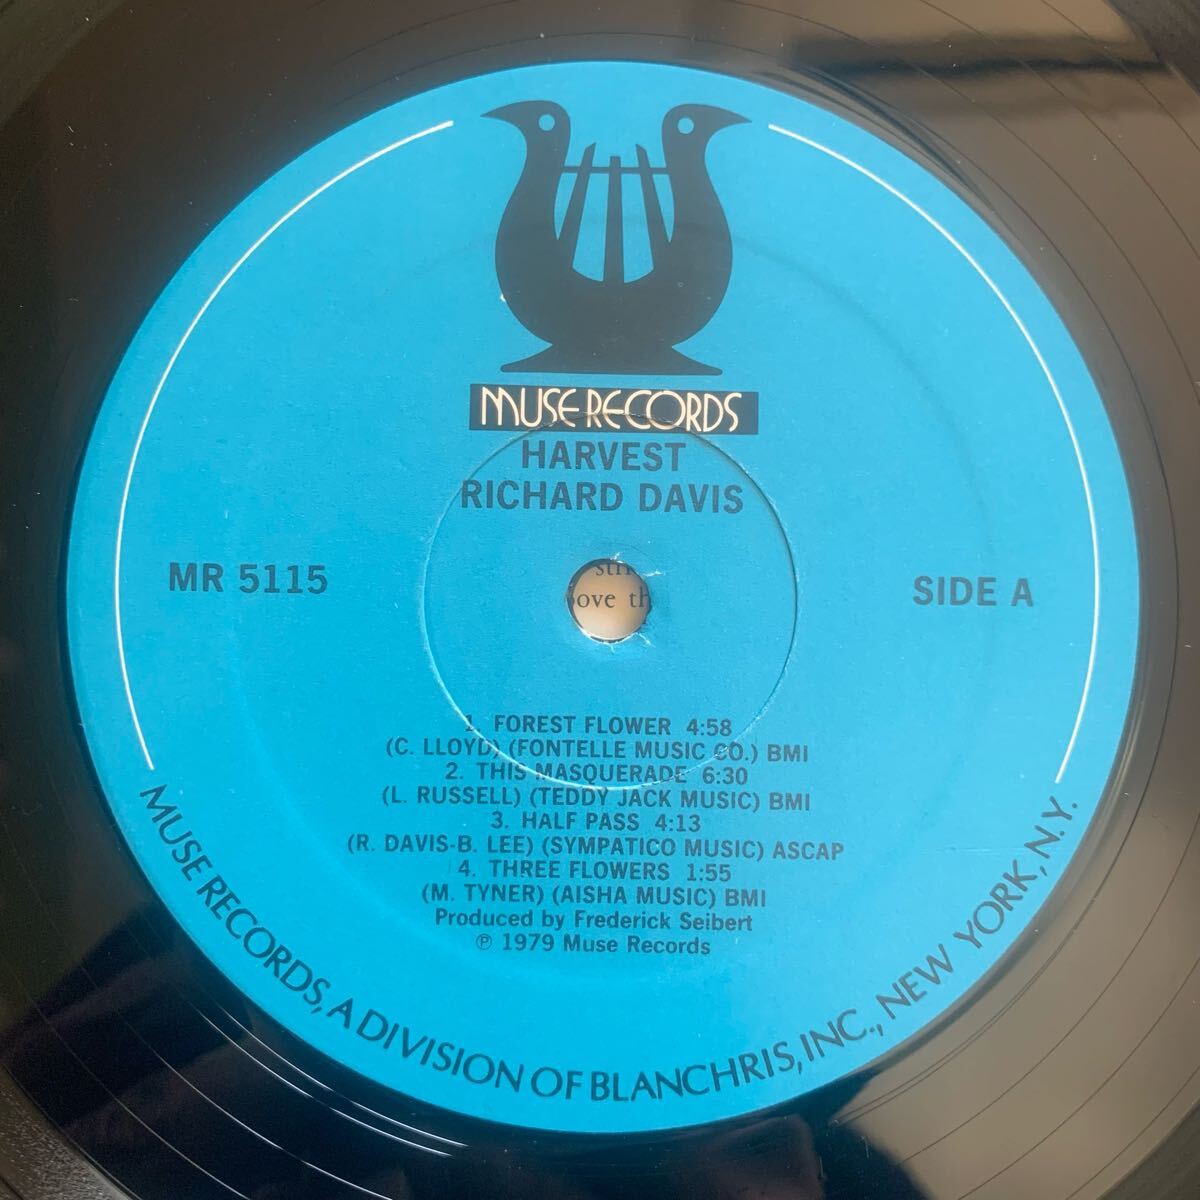 MUSE RECORDS
HARVEST
RICHARD DAVIS
MR 5115
SIDE A
ove th
1. FOREST FLOWER 4:58
(C. LLOYD) (FONTELLE MUSIC CO.) BMI
2. THIS MASQUERADE 6:30
(L. RUSSELL) (TEDDY JACK MUSIC) BMI
3. HALF PASS 4:13
(R. DAVIS-B. LEE) (SYMPATICO MUSIC) ASCAP
4. THREE FLOWERS 1:55
(M. TYNER) (AISHA MUSIC) BMI
Produced by Frederick Seibert
℗ 1979 Muse Records
MUSE RECORDS, A DIVISION OF BLANCHRIS, INC., NEW YORK, N.Y.